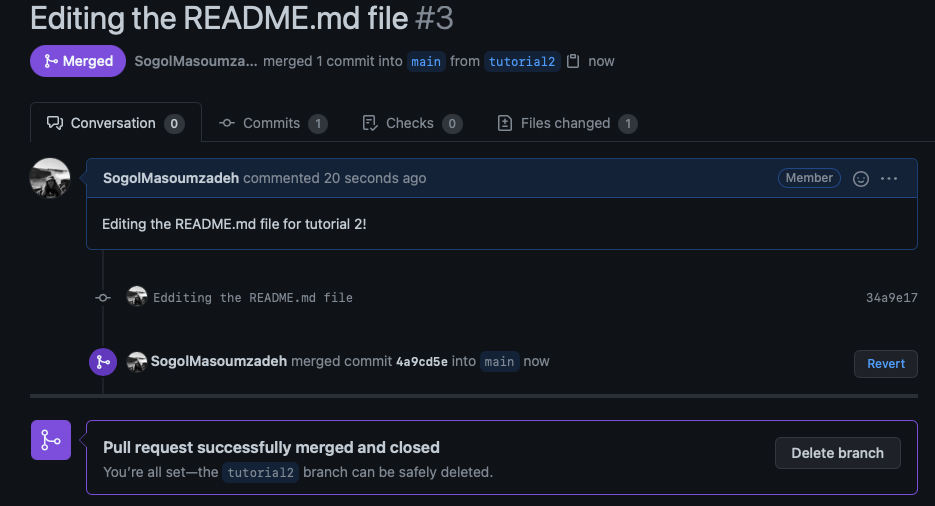 Editing the README.md file #3
Merged SogolMasoumza... merged 1 commit into main from tutorial2 now
Conversation 0 Commits 1 Checks 0 Files changed 1
SogolMasoumzadeh commented 20 seconds ago Member
Editing the README.md file for tutorial 2!
Edditing the README.md file 34a9e17
SogolMasoumzadeh merged commit 4a9cd5e into main now Revert
Pull request successfully merged and closed
You're all set—the tutorial2 branch can be safely deleted.
Delete branch